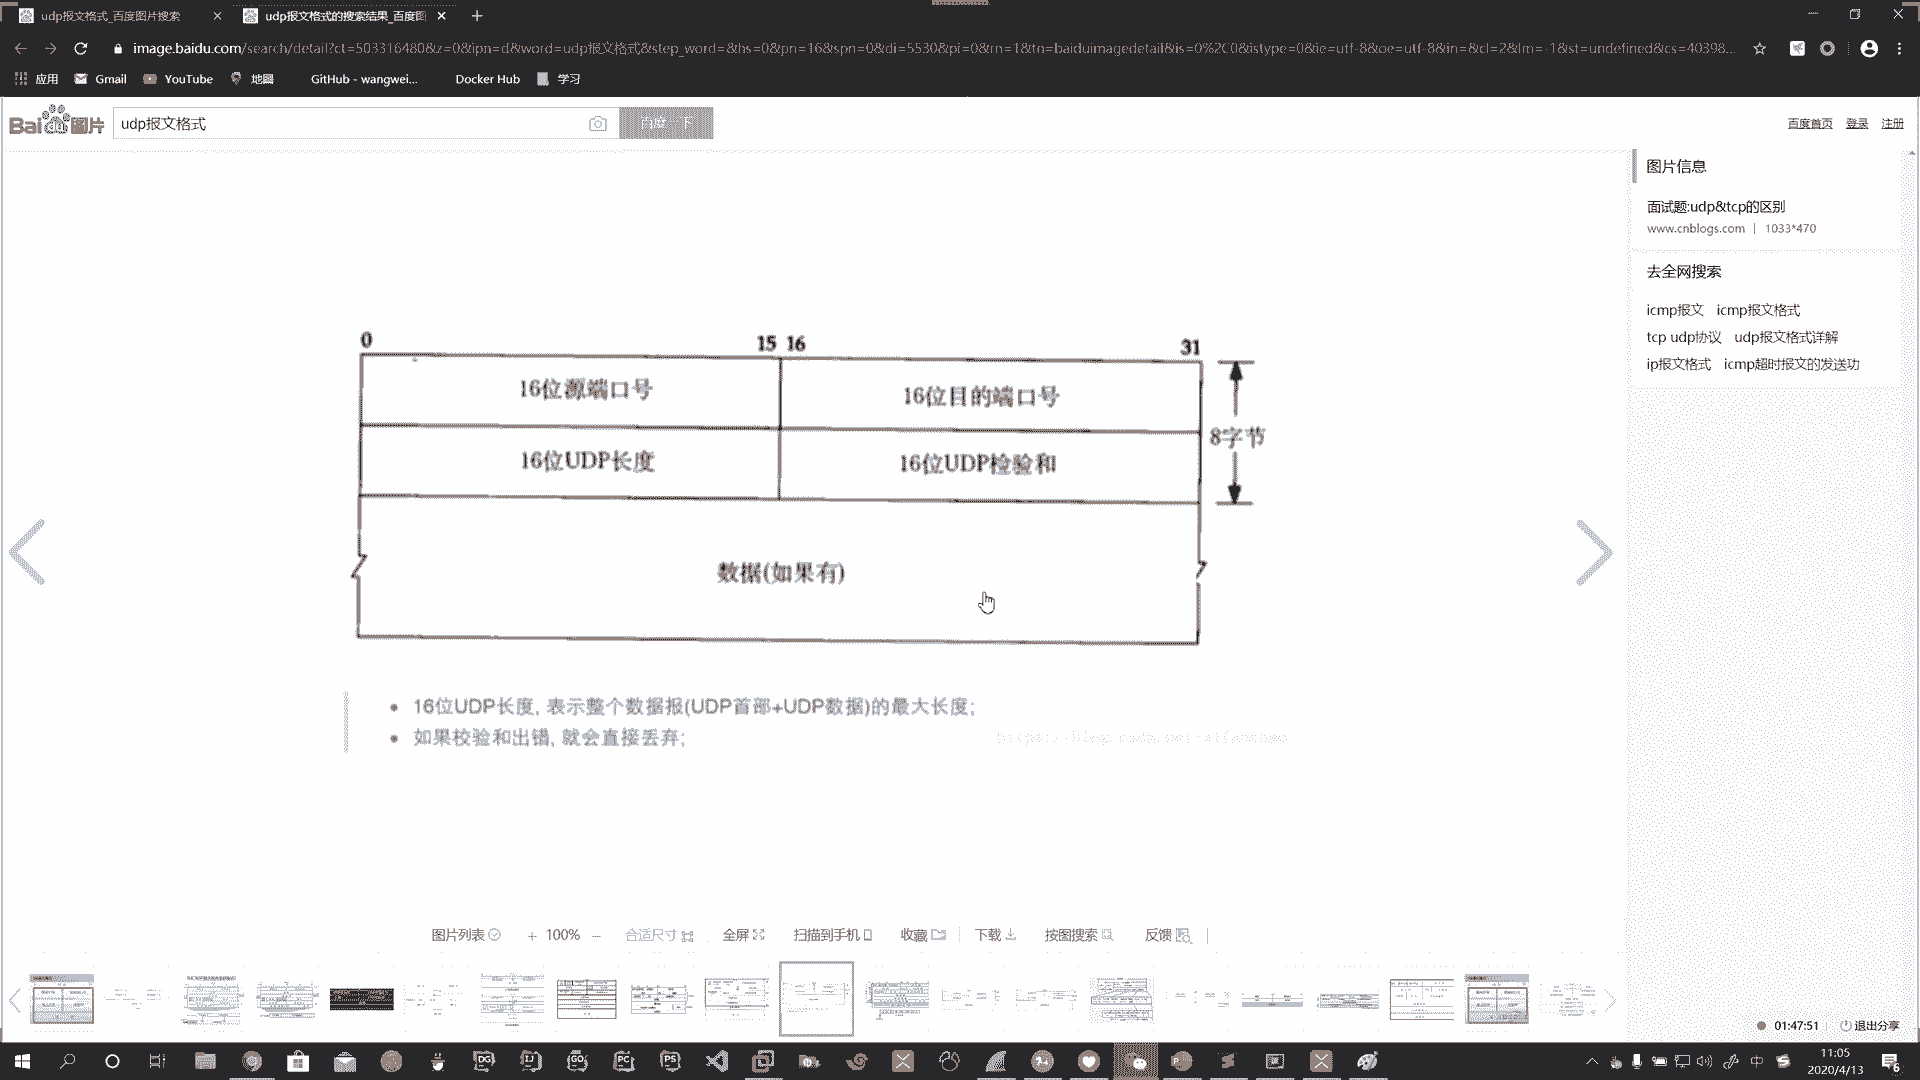 udp报文格式_百度图片搜索
udp报文格式的搜索结果_百度图
image.baidu.com/search/detail?ct=503316480&z=0&ipn=d&word=udp报文格式&step_word=&hs=0&pn=16&spn=0&di=5530&pi=0&rn=1&tn=baiduimagedetail&is=0%2C0&istype=0&ie=utf-8&oe=utf-8&in=&cl=2&lm=-1&st=undefined&cs=40398...
应用 Gmail YouTube 地图 GitHub - wangwei... Docker Hub 学习
Bai du 图片 udp报文格式 百度一下 百度首页 登录 注册
图片信息
面试题:udp&tcp的区别
www.cnblogs.com | 1033*470
去全网搜索
icmp报文 icmp报文格式
tcp udp协议 udp报文格式详解
ip报文格式 icmp超时报文的发送功
0 15 16 31
16位源端口号 16位目的端口号
8字节
16位UDP长度 16位UDP检验和
数据(如果有)
16位UDP长度, 表示整个数据报(UDP首部+UDP数据)的最大长度;
如果校验和出错, 就会直接丢弃;
图片列表 + 100% − 合适尺寸 全屏 扫描到手机 收藏 下载 按图搜索 反馈
01:47:51 退出分享
DG IJ GO PC PS 中
11:05
2020/4/13
6